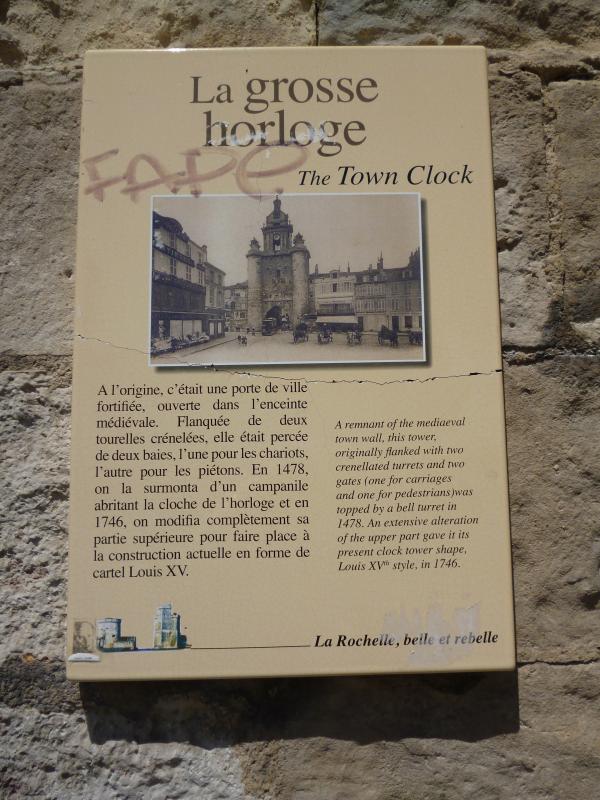 La grosse
horloge
FAPE
The Town Clock
A l'origine, c'était une porte de ville
fortifiée, ouverte dans l'enceinte
médiévale. Flanquée de deux
tourelles crénelées, elle était percée
de deux baies, l'une pour les chariots,
l'autre pour les piétons. En 1478,
on la surmonta d'un campanile
abritant la cloche de l'horloge et en
1746, on modifia complètement sa
partie supérieure pour faire place à
la construction actuelle en forme de
cartel Louis XV.
A remnant of the mediaeval
town wall, this tower,
originally flanked with two
crenellated turrets and two
gates (one for carriages
and one for pedestrians)was
topped by a bell turret in
1478. An extensive alteration
of the upper part gave it its
present clock tower shape,
Louis XVth style, in 1746.
La Rochelle, belle et rebelle